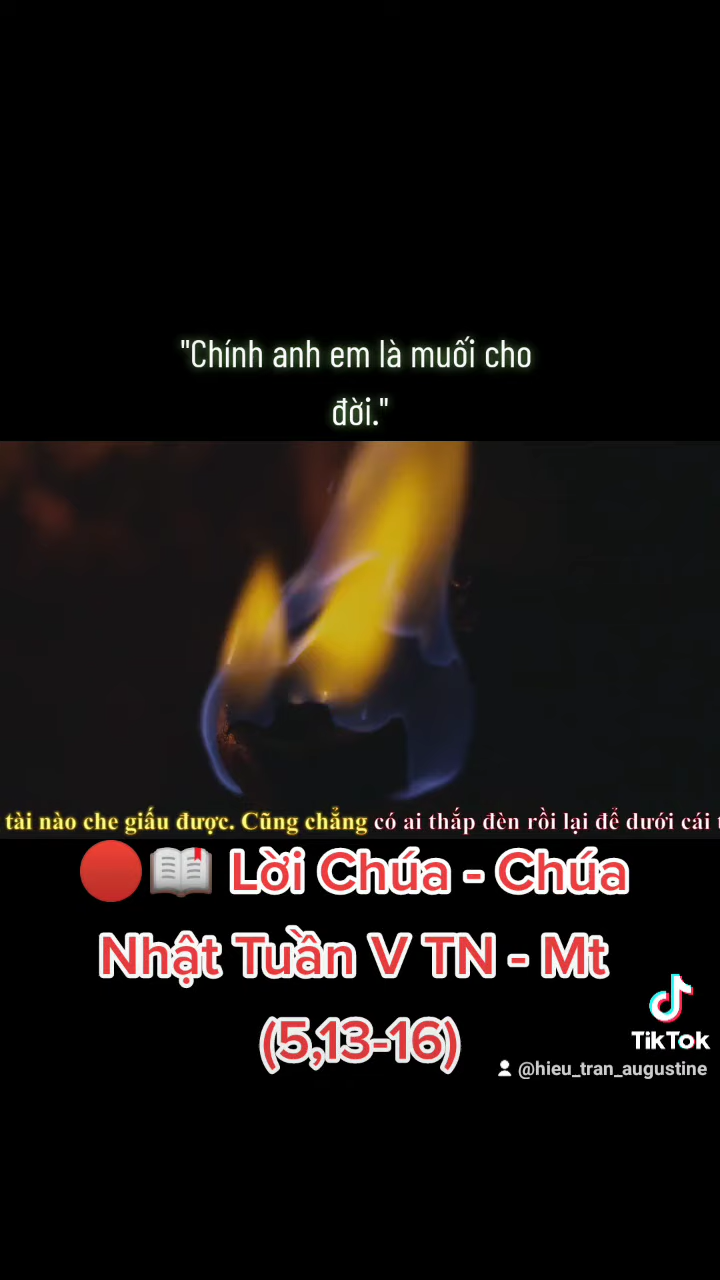 "Chính anh em là muối cho
đời."
tài nào che giấu được. Cũng chẳng có ai thắp đèn rồi lại để dưới cái
🔴📖 Lời Chúa - Chúa
Nhật Tuần V TN - Mt
(5,13-16)
TikTok
@hieu_tran_augustine